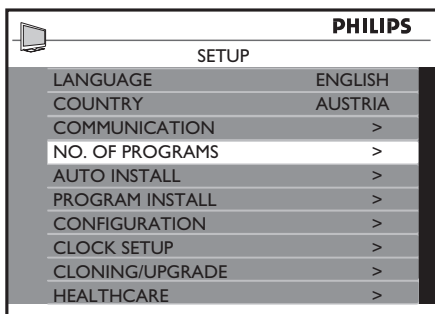 PHILIPS
SETUP
LANGUAGE ENGLISH
COUNTRY AUSTRIA
COMMUNICATION >
NO. OF PROGRAMS >
AUTO INSTALL >
PROGRAM INSTALL >
CONFIGURATION >
CLOCK SETUP >
CLONING/UPGRADE >
HEALTHCARE >